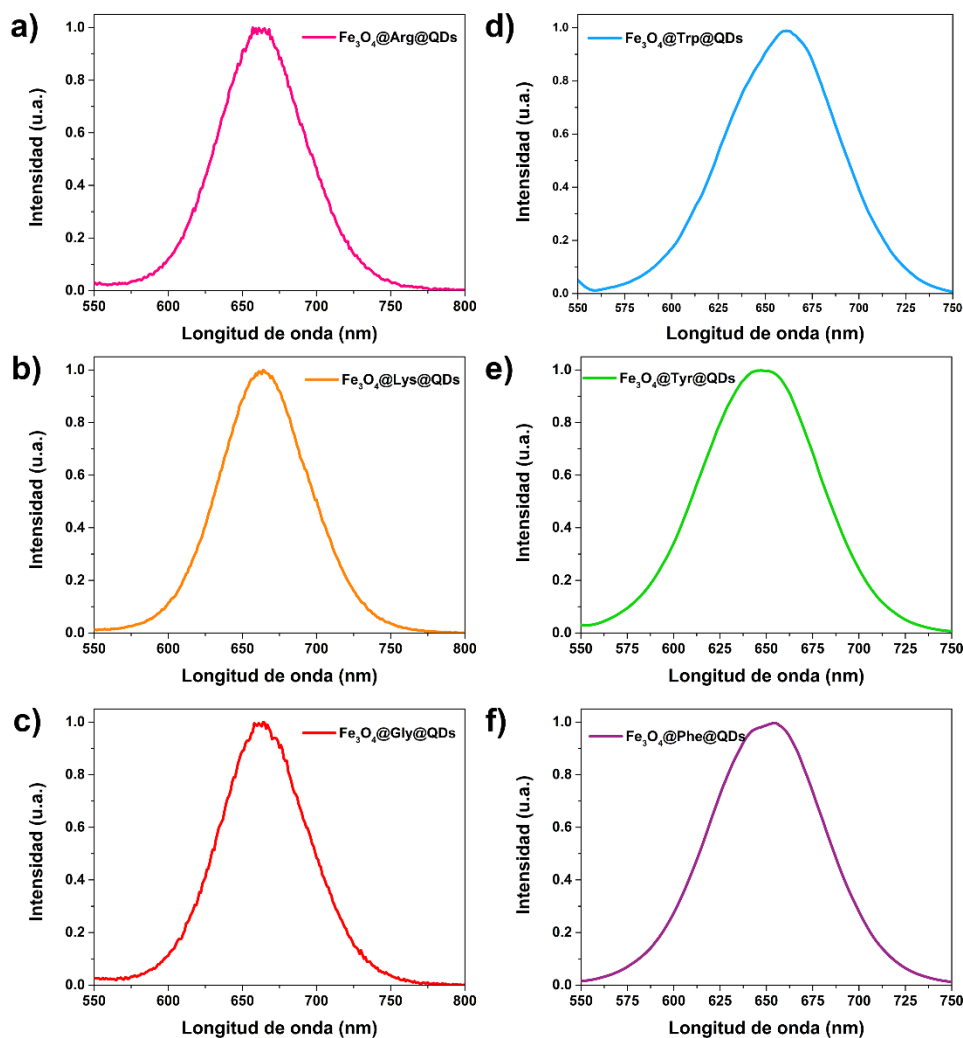 a)
Fe3O4@Arg@QDs
Intensidad (u.a.)
1.0
0.8
0.6
0.4
0.2
0.0
550 600 650 700 750 800
Longitud de onda (nm)
d)
Fe3O4@Trp@QDs
Intensidad (u.a.)
1.0
0.8
0.6
0.4
0.2
0.0
550 575 600 625 650 675 700 725 750
Longitud de onda (nm)
b)
Fe3O4@Lys@QDs
Intensidad (u.a.)
1.0
0.8
0.6
0.4
0.2
0.0
550 600 650 700 750 800
Longitud de onda (nm)
e)
Fe3O4@Tyr@QDs
Intensidad (u.a.)
1.0
0.8
0.6
0.4
0.2
0.0
550 575 600 625 650 675 700 725 750
Longitud de onda (nm)
c)
Fe3O4@Gly@QDs
Intensidad (u.a.)
1.0
0.8
0.6
0.4
0.2
0.0
550 600 650 700 750 800
Longitud de onda (nm)
f)
Fe3O4@Phe@QDs
Intensidad (u.a.)
1.0
0.8
0.6
0.4
0.2
0.0
550 575 600 625 650 675 700 725 750
Longitud de onda (nm)